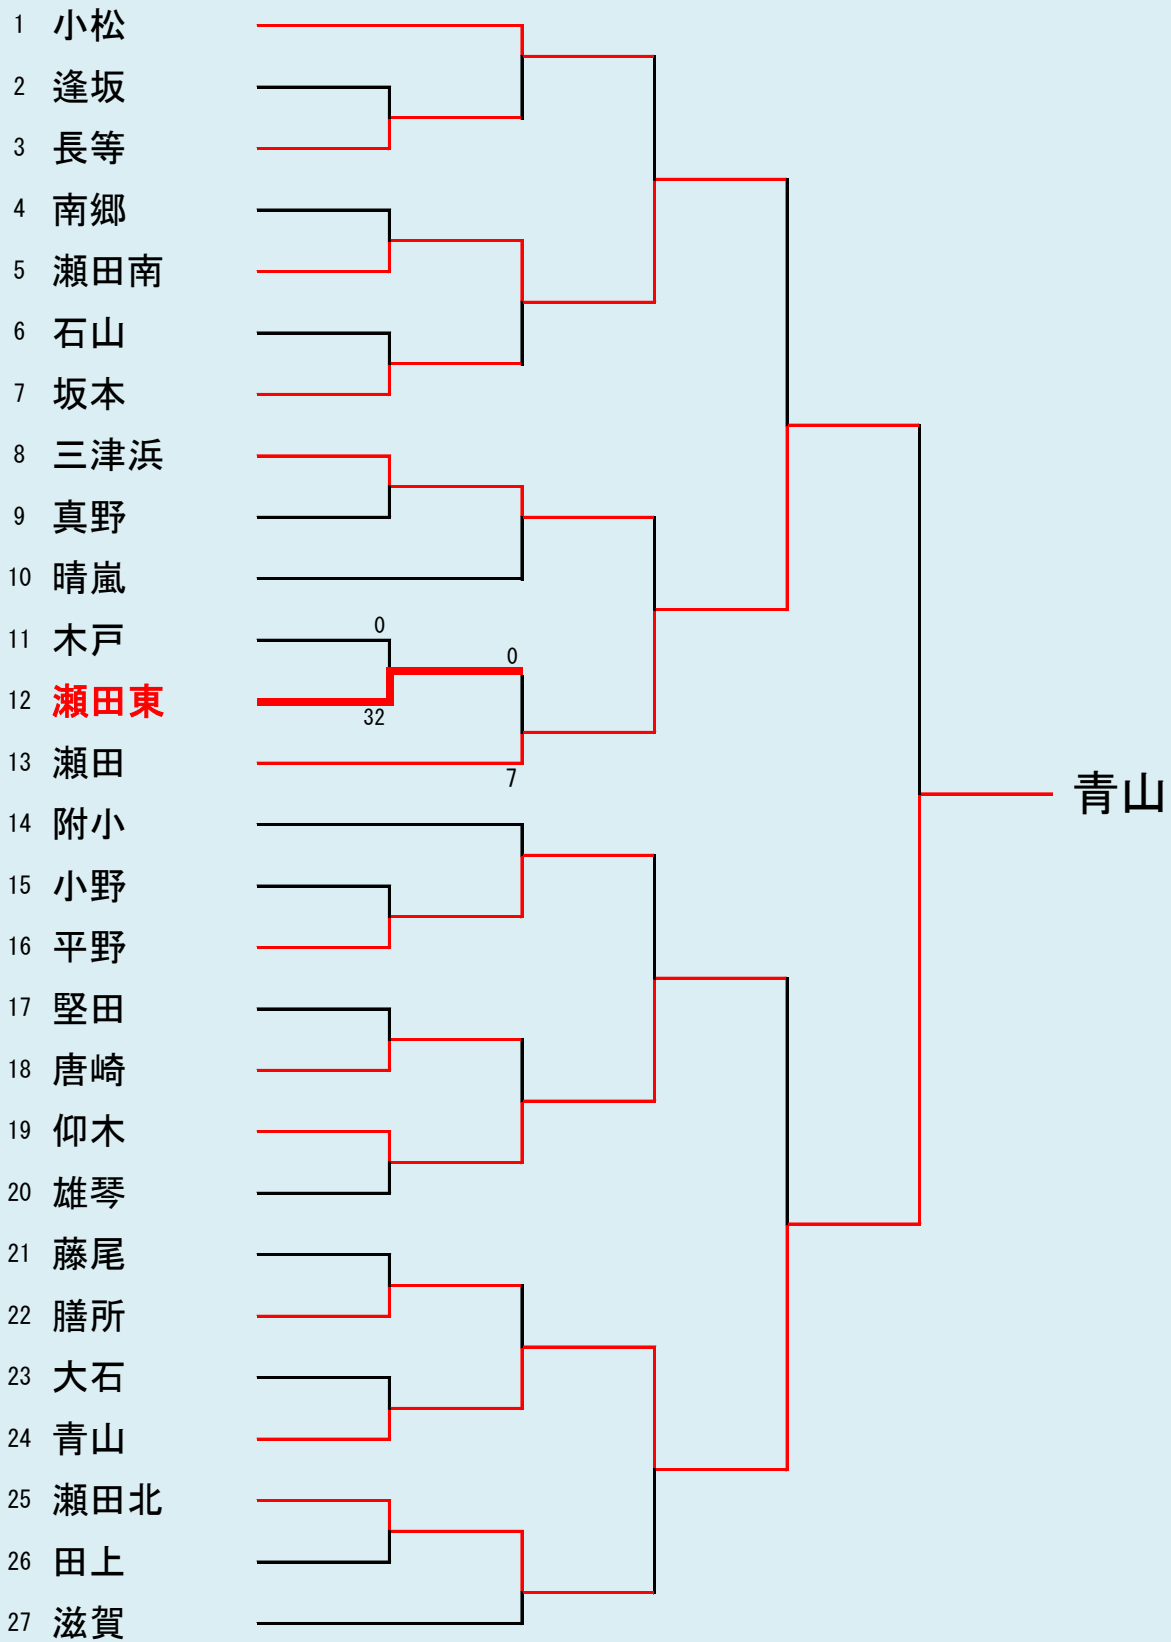 1 小松
2 逢坂
3 長等
4 南郷
5 瀬田南
6 石山
7 坂本
8 三津浜
9 真野
10 晴嵐
0
11 木戸
0
12 瀬田東
32
13 瀬田
7
青山
14 附小
15 小野
16 平野
17 堅田
18 唐崎
19 仰木
20 雄琴
21 藤尾
22 膳所
23 大石
24 青山
25 瀬田北
26 田上
27 滋賀